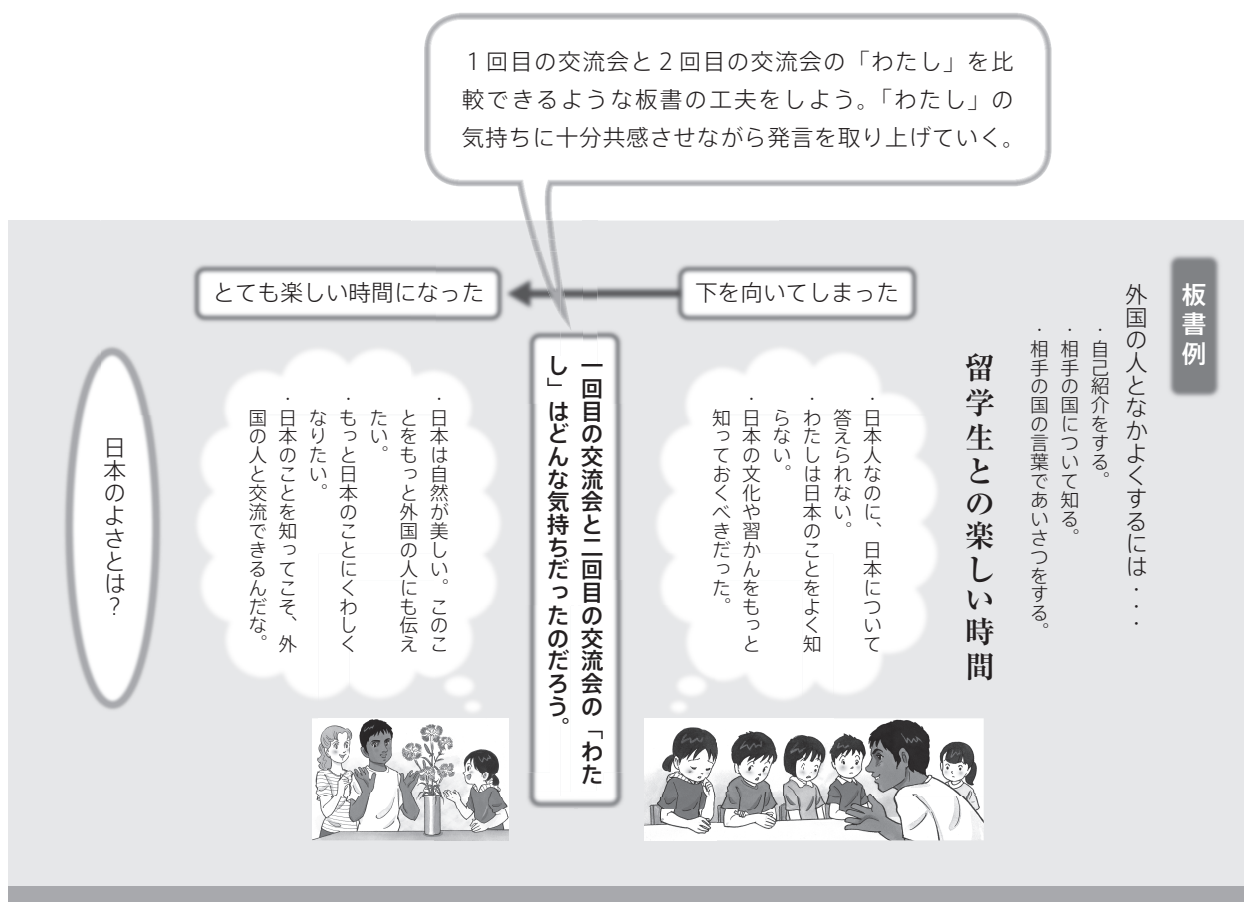 １回目の交流会と２回目の交流会の「わたし」を比
較できるような板書の工夫をしよう。「わたし」の
気持ちに十分共感させながら発言を取り上げていく。
板書例
外国の人となかよくするには・・・
・自己紹介をする。
・相手の国について知る。
・相手の国の言葉であいさつをする。
留学生との楽しい時間
下を向いてしまった
・日本人なのに、日本について
答えられない。
・わたしは日本のことをよく知
らない。
・日本の文化や習かんをもっと
知っておくべきだった。
一回目の交流会と二回目の交流会の「わた
し」はどんな気持ちだったのだろう。
とても楽しい時間になった
・日本は自然が美しい。このこ
とをもっと外国の人にも伝え
たい。
・もっと日本のことにくわしく
なりたい。
・日本のことを知ってこそ、外
国の人と交流できるんだな。
日本のよさとは？